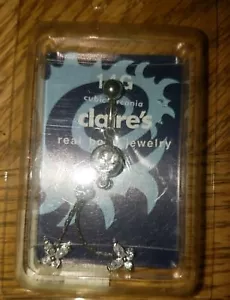 14G
cubic zirconia
claire's
real body jewelry